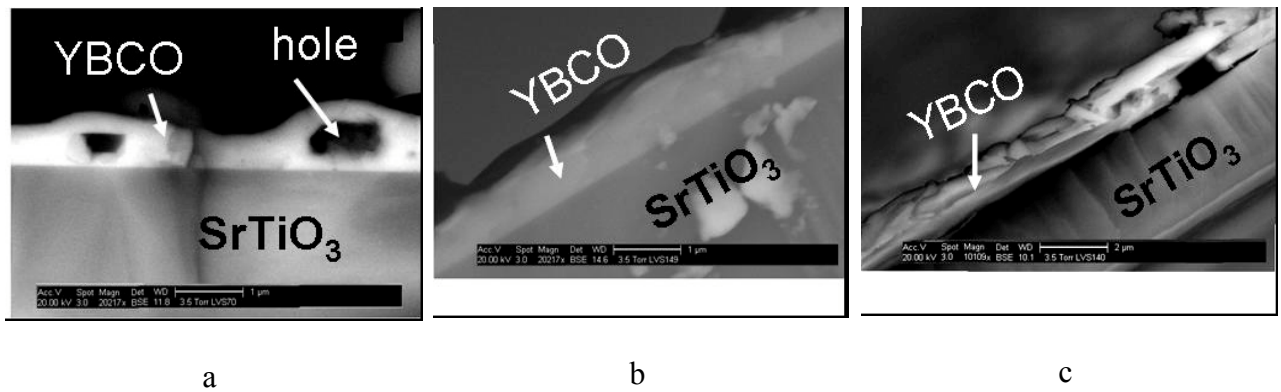 YBCO
hole
SrTiO3
Acc.V Spot Magn Det WD 1 µm
20.00 kV 3.0 20217x BSE 11.8 3.5 Torr LVS70
YBCO
SrTiO3
Acc.V Spot Magn Det WD 1 µm
20.00 kV 3.0 20217x BSE 14.6 3.5 Torr LVS149
YBCO
SrTiO3
Acc.V Spot Magn Det WD 2 µm
20.00 kV 3.0 10109x BSE 10.1 3.5 Torr LVS140
a
b
c